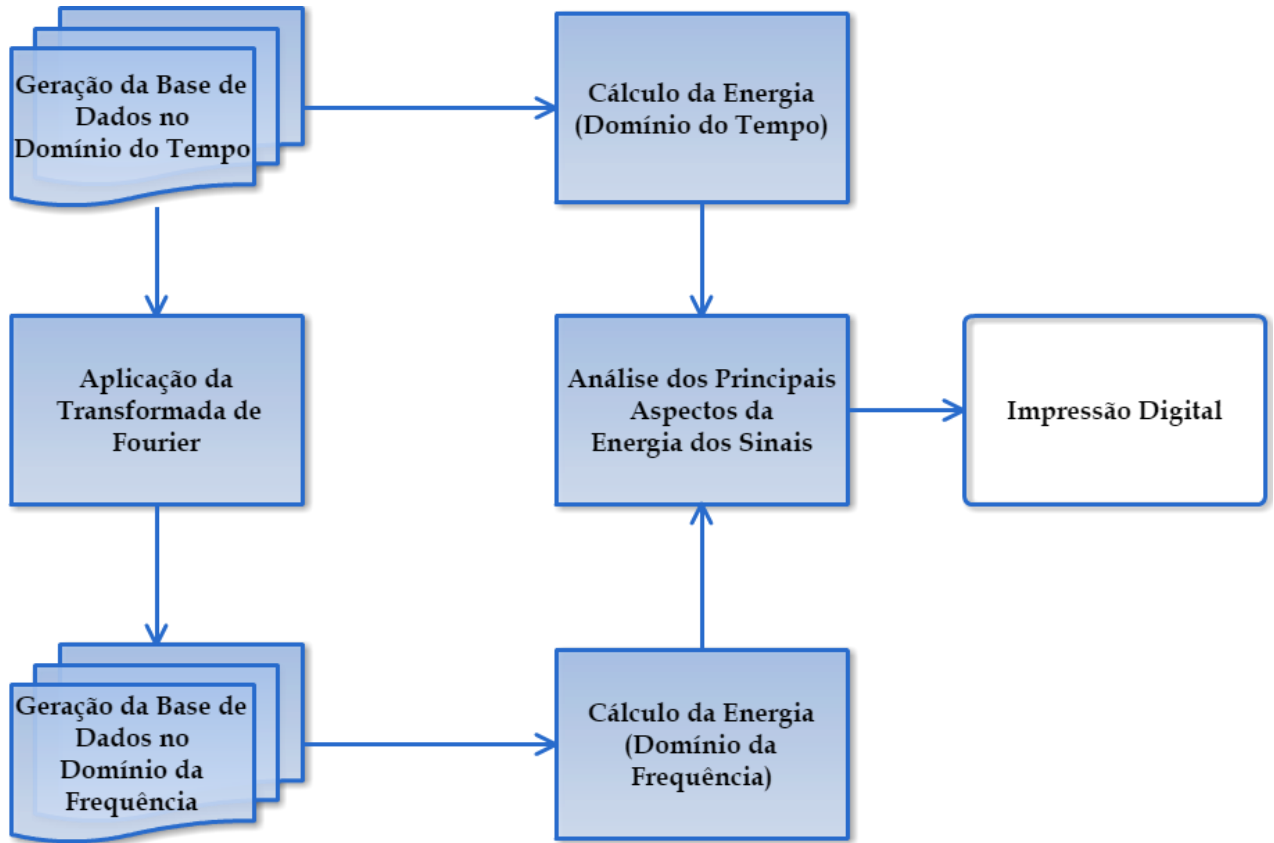 Geração da Base de
Dados no
Domínio do Tempo
Cálculo da Energia
(Domínio do Tempo)
Aplicação da
Transformada de
Fourier
Análise dos Principais
Aspectos da
Energia dos Sinais
Impressão Digital
Geração da Base de
Dados no
Domínio da
Frequência
Cálculo da Energia
(Domínio da
Frequência)